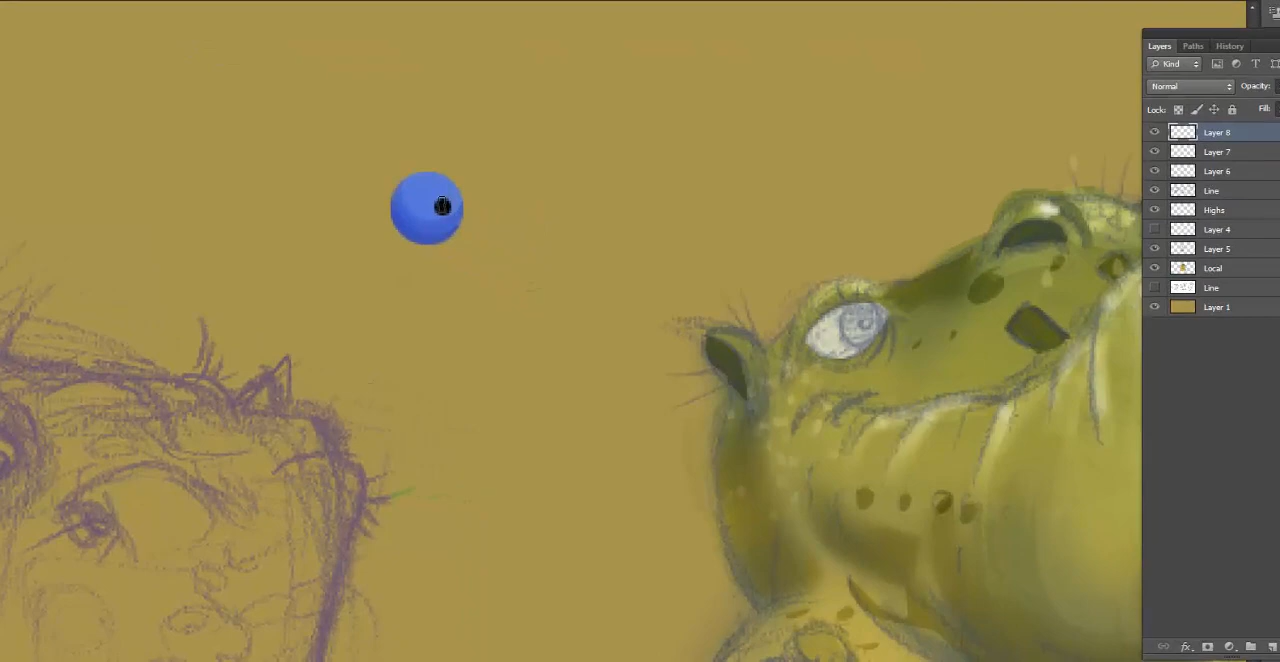 Layers Paths History
Kind
Normal Opacity:
Lock: Fill:
Layer 8
Layer 7
Layer 6
Line
Highs
Layer 4
Layer 5
Local
Line
Layer 1
fx